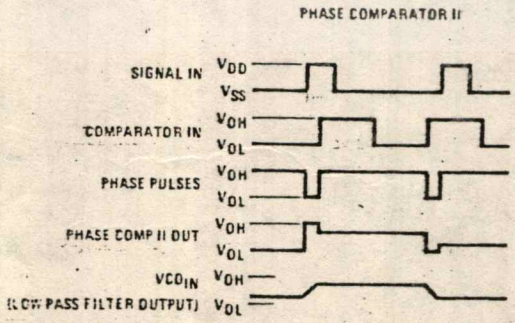 PHASE COMPARATOR II
SIGNAL IN VDD
VSS
COMPARATOR IN VOH
VOL
PHASE PULSES VOH
VOL
PHASE COMP II OUT VOH
VOL
VCOIN VOH
(LOW PASS FILTER OUTPUT) VOL